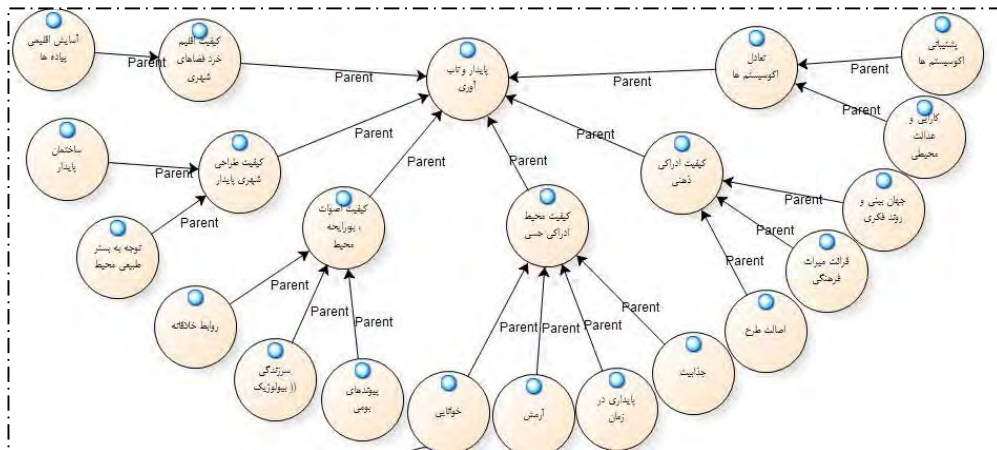 آسایش اقلیمی
پیاده ها
Parent
کیفیت اقلیم
خرد فضاهای
شهری
Parent
پایدار و تاب
آوری
Parent
تعادل
اکوسیستم ها
Parent
پشتیبانی
اکوسیستم ها
Parent
کارایی و
عدالت
محیطی
ساختمان
پایدار
Parent
کیفیت طراحی
شهری پایدار
Parent
Parent
توجه به بستر
طبیعی محیط
کیفیت اصوات
، بورایحه
محیط
Parent
Parent
روابط خلاقانه
Parent
سرزندگی
(( بیولوژیک
Parent
پیوندهای
بومی
کیفیت محیط
ادراکی حسی
Parent
Parent
خوانایی
Parent
آرمش
Parent
پایداری در
زمان
Parent
جذابیت
کیفیت ادراکی
ذهنی
Parent
Parent
جهان بینی و
روند فکری
Parent
قرائت میراث
فرهنگی
Parent
اصالت طرح